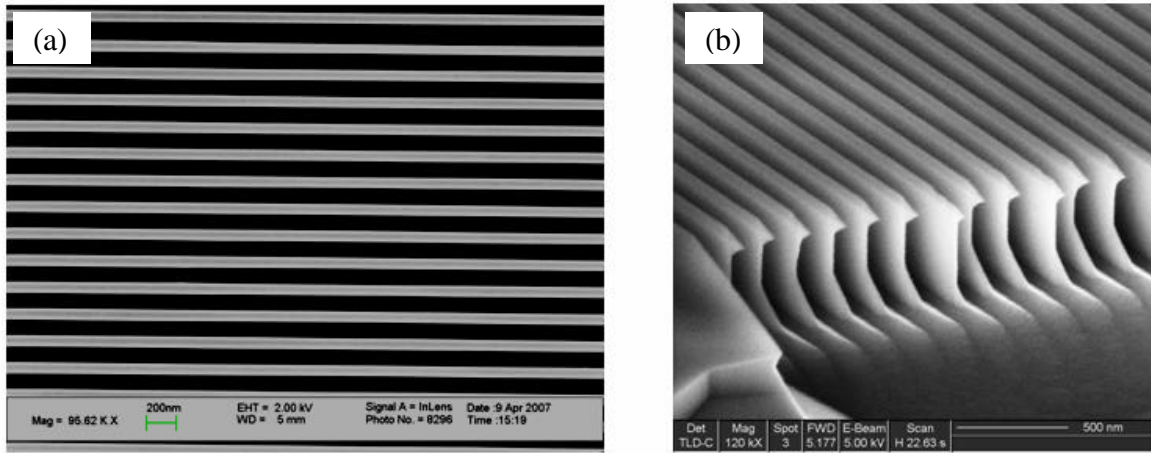 (a)
Mag = 95.62 K X
200nm
EHT = 2.00 kV
WD = 5 mm
Signal A = InLens
Photo No. = 8296
Date :9 Apr 2007
Time :15:19
(b)
Det Mag Spot FWD E-Beam Scan
TLD-C 120 kX 3 5.177 5.00 kV H 22.63 s
500 nm